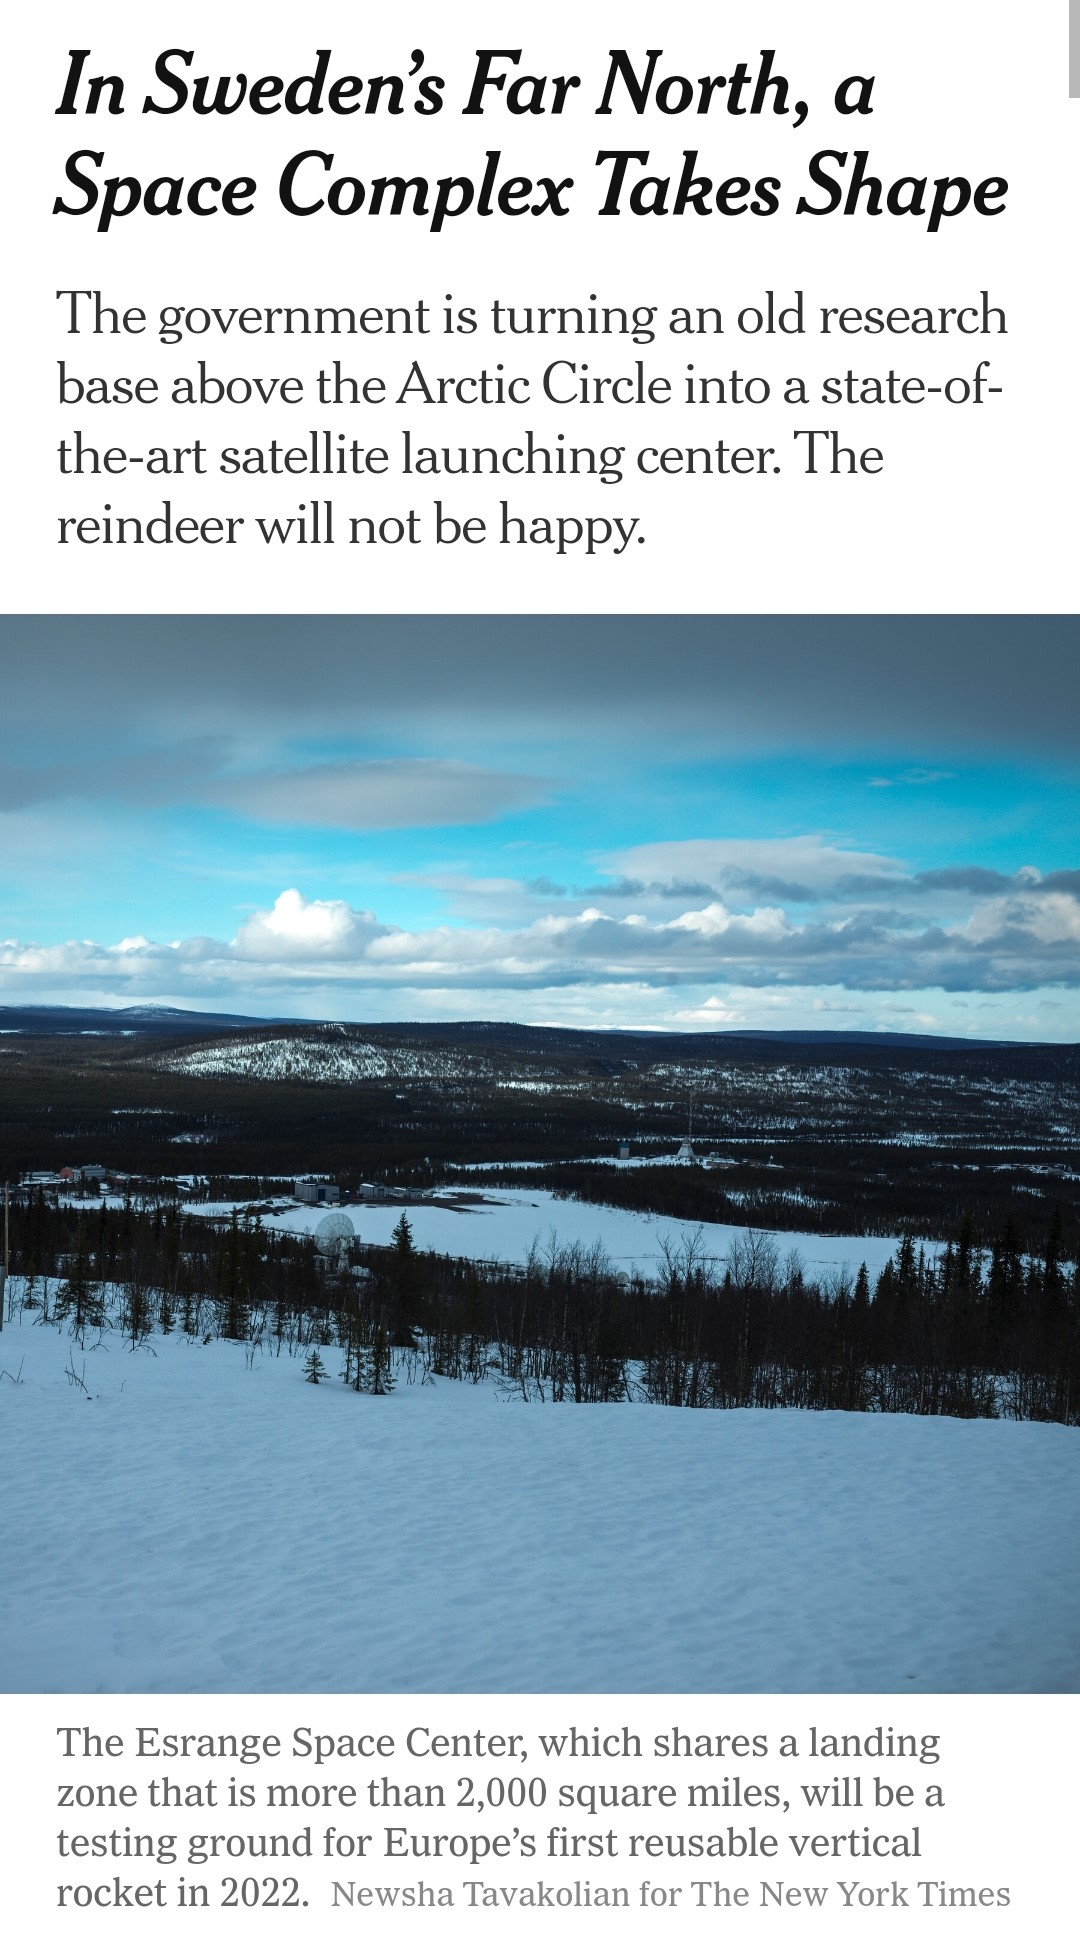 In Sweden’s Far North, a
Space Complex Takes Shape
The government is turning an old research
base above the Arctic Circle into a state-of-
the-art satellite launching center. The
reindeer will not be happy.
The Esrange Space Center, which shares a landing
zone that is more than 2,000 square miles, will be a
testing ground for Europe’s first reusable vertical
rocket in 2022. Newsha Tavakolian for The New York Times